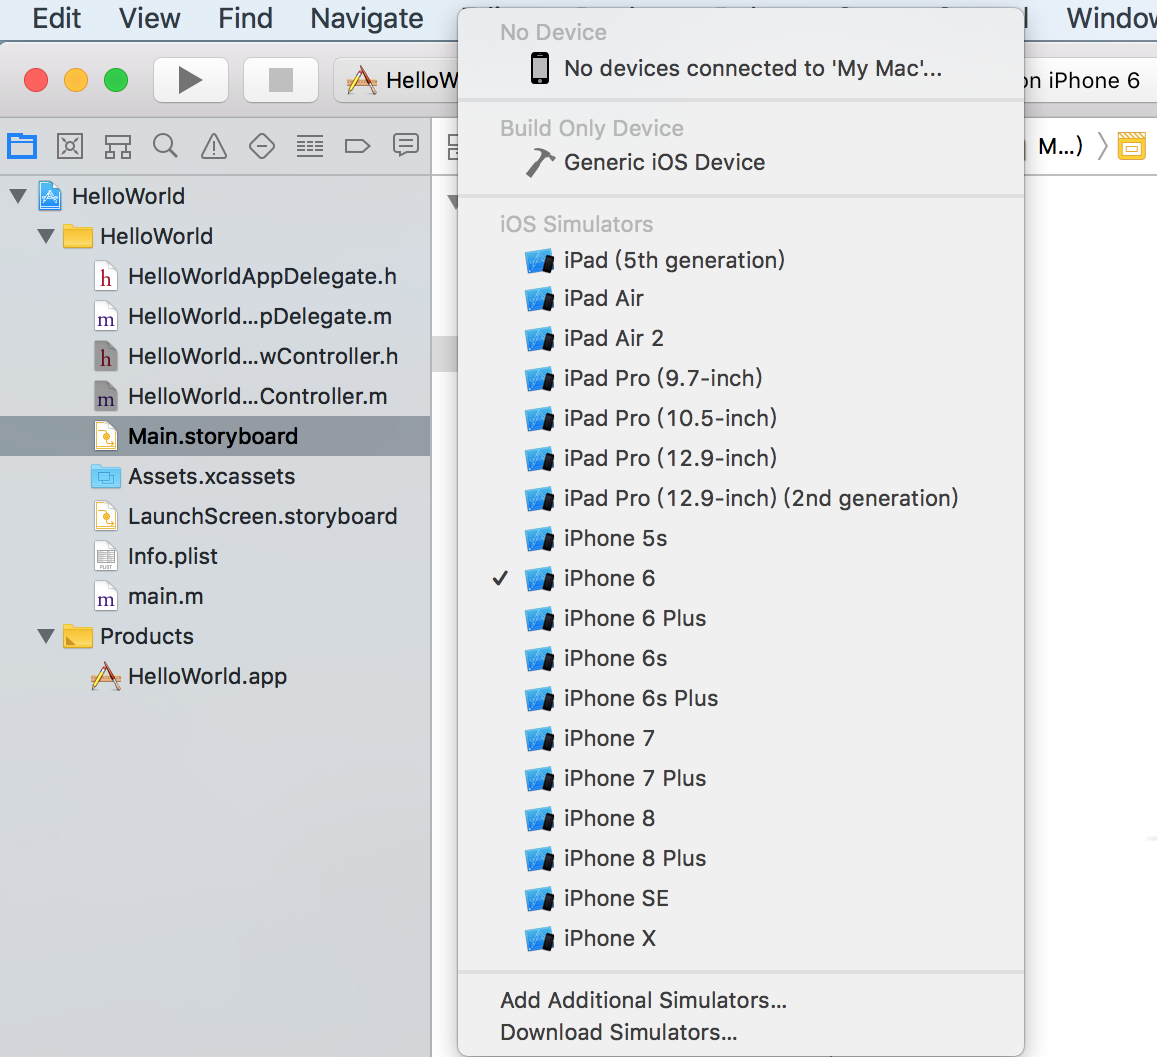 Edit View Find Navigate
No Device
No devices connected to 'My Mac'...
HelloW
iPhone 6
Build Only Device
Generic iOS Device
M...)
HelloWorld
HelloWorld
HelloWorldAppDelegate.h
HelloWorld...pDelegate.m
HelloWorld...wController.h
HelloWorld...Controller.m
Main.storyboard
Assets.xcassets
LaunchScreen.storyboard
Info.plist
main.m
Products
HelloWorld.app
iOS Simulators
iPad (5th generation)
iPad Air
iPad Air 2
iPad Pro (9.7-inch)
iPad Pro (10.5-inch)
iPad Pro (12.9-inch)
iPad Pro (12.9-inch) (2nd generation)
iPhone 5s
iPhone 6
iPhone 6 Plus
iPhone 6s
iPhone 6s Plus
iPhone 7
iPhone 7 Plus
iPhone 8
iPhone 8 Plus
iPhone SE
iPhone X
Add Additional Simulators...
Download Simulators...